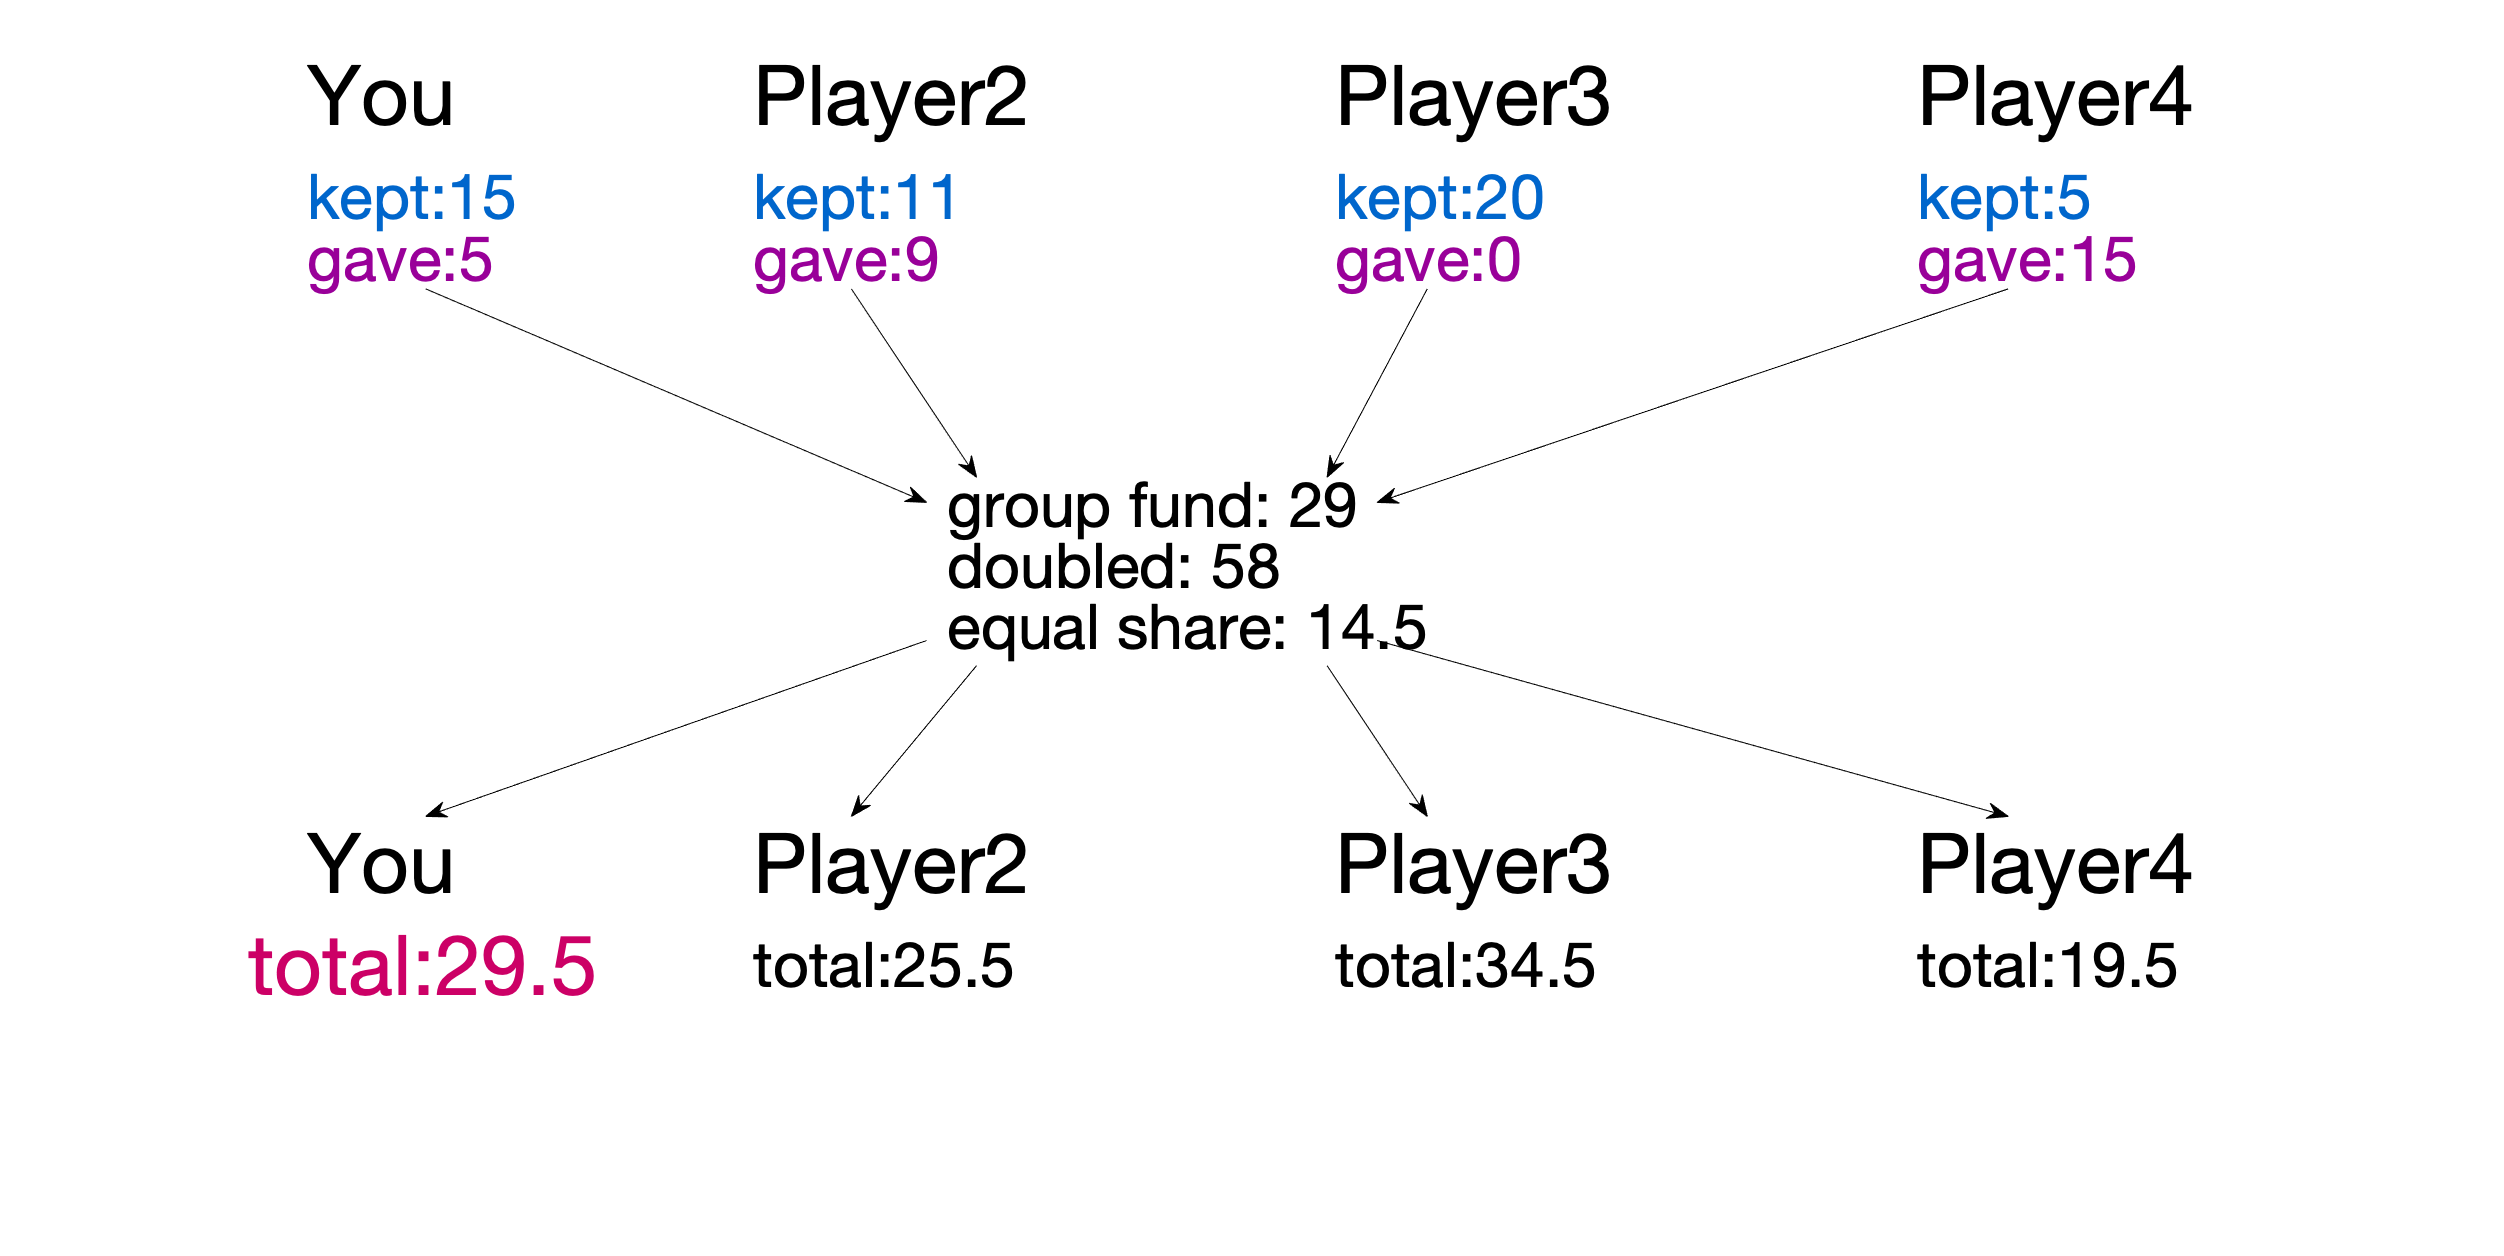 You Player2 Player3 Player4
kept:15 kept:11 kept:20 kept:5
gave:5 gave:9 gave:0 gave:15
group fund: 29
doubled: 58
equal share: 14.5
You Player2 Player3 Player4
total:29.5 total:25.5 total:34.5 total:19.5